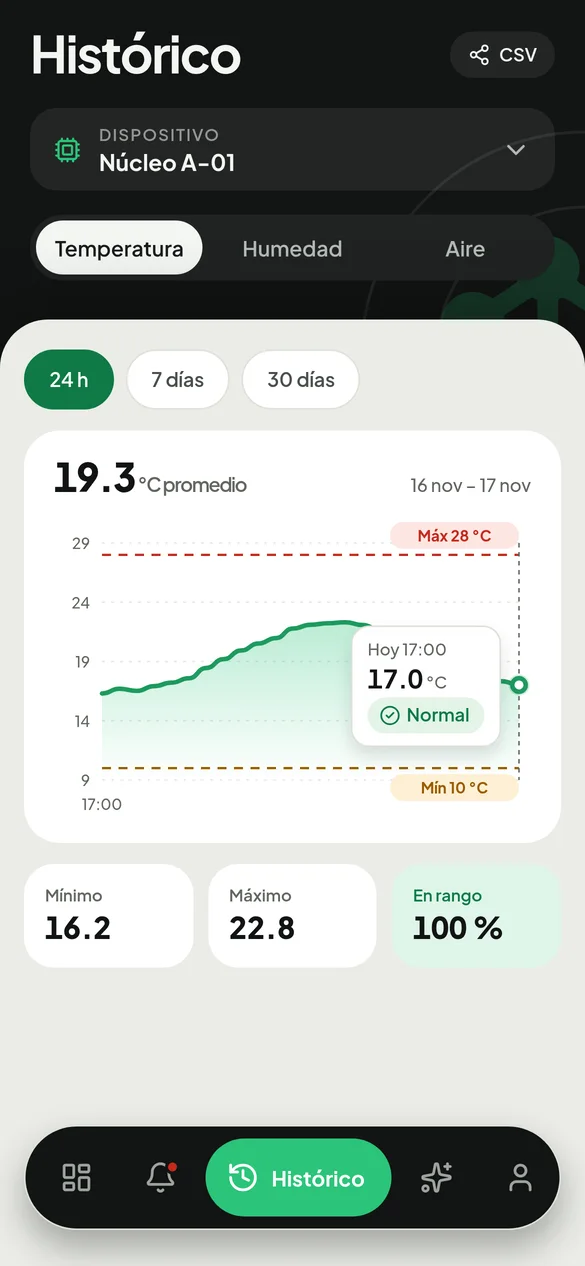 Histórico
CSV
DISPOSITIVO
Núcleo A-01
Temperatura
Humedad
Aire
24 h
7 días
30 días
19.3 °C promedio
16 nov – 17 nov
Máx 28 °C
29
24
19
14
9
17:00
Hoy 17:00
17.0 °C
Normal
Mín 10 °C
Mínimo
16.2
Máximo
22.8
En rango
100 %
Histórico